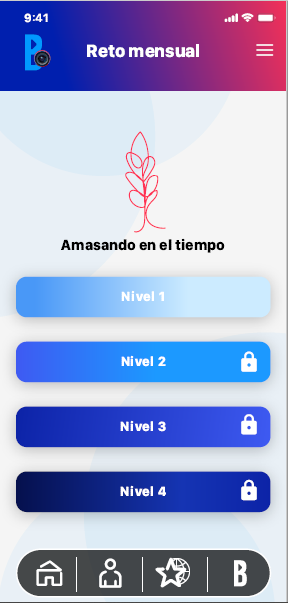 9:41
B
Reto mensual
Amasando en el tiempo
Nivel 1
Nivel 2
Nivel 3
Nivel 4
B